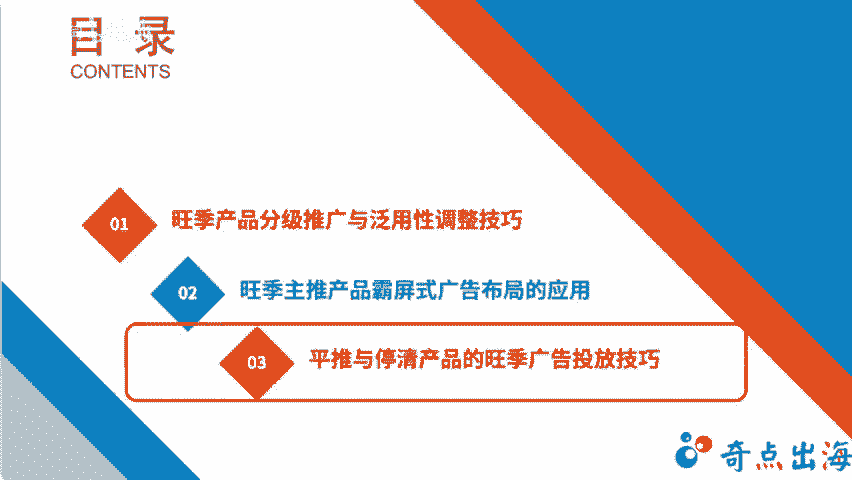 目 录
CONTENTS
01 旺季产品分级推广与泛用性调整技巧
02 旺季主推产品霸屏式广告布局的应用
03 平推与停清产品的旺季广告投放技巧
奇点出海